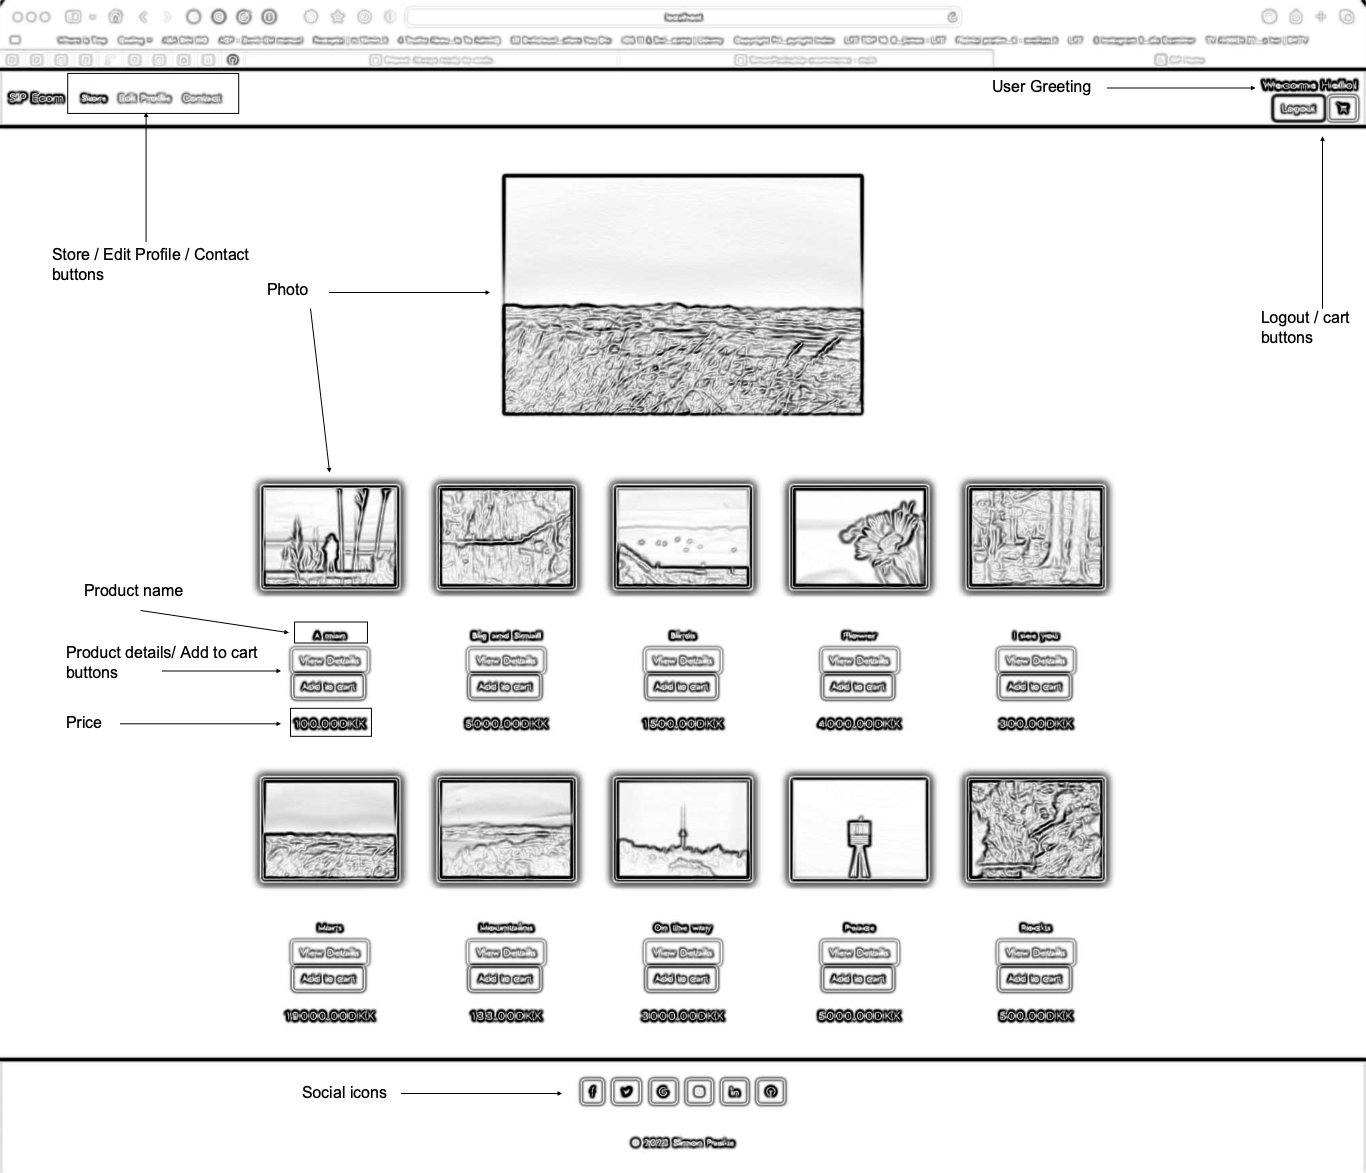 localhost
SP Ecom
Store Edit Profile Contact
User Greeting
Welcome Hello!
Logout
Store / Edit Profile / Contact
buttons
Photo
Logout / cart
buttons
Product name
A man
Big and Small
Birds
Flower
I see you
Product details/ Add to cart
buttons
View Details
View Details
View Details
View Details
View Details
Add to cart
Add to cart
Add to cart
Add to cart
Add to cart
Price
100.00DKK
5000.00DKK
1500.00DKK
4000.00DKK
300.00DKK
Mars
Mountains
On the way
Peace
Rocks
View Details
View Details
View Details
View Details
View Details
Add to cart
Add to cart
Add to cart
Add to cart
Add to cart
19000.00DKK
133.00DKK
3000.00DKK
5000.00DKK
500.00DKK
Social icons
© 2023 Simon